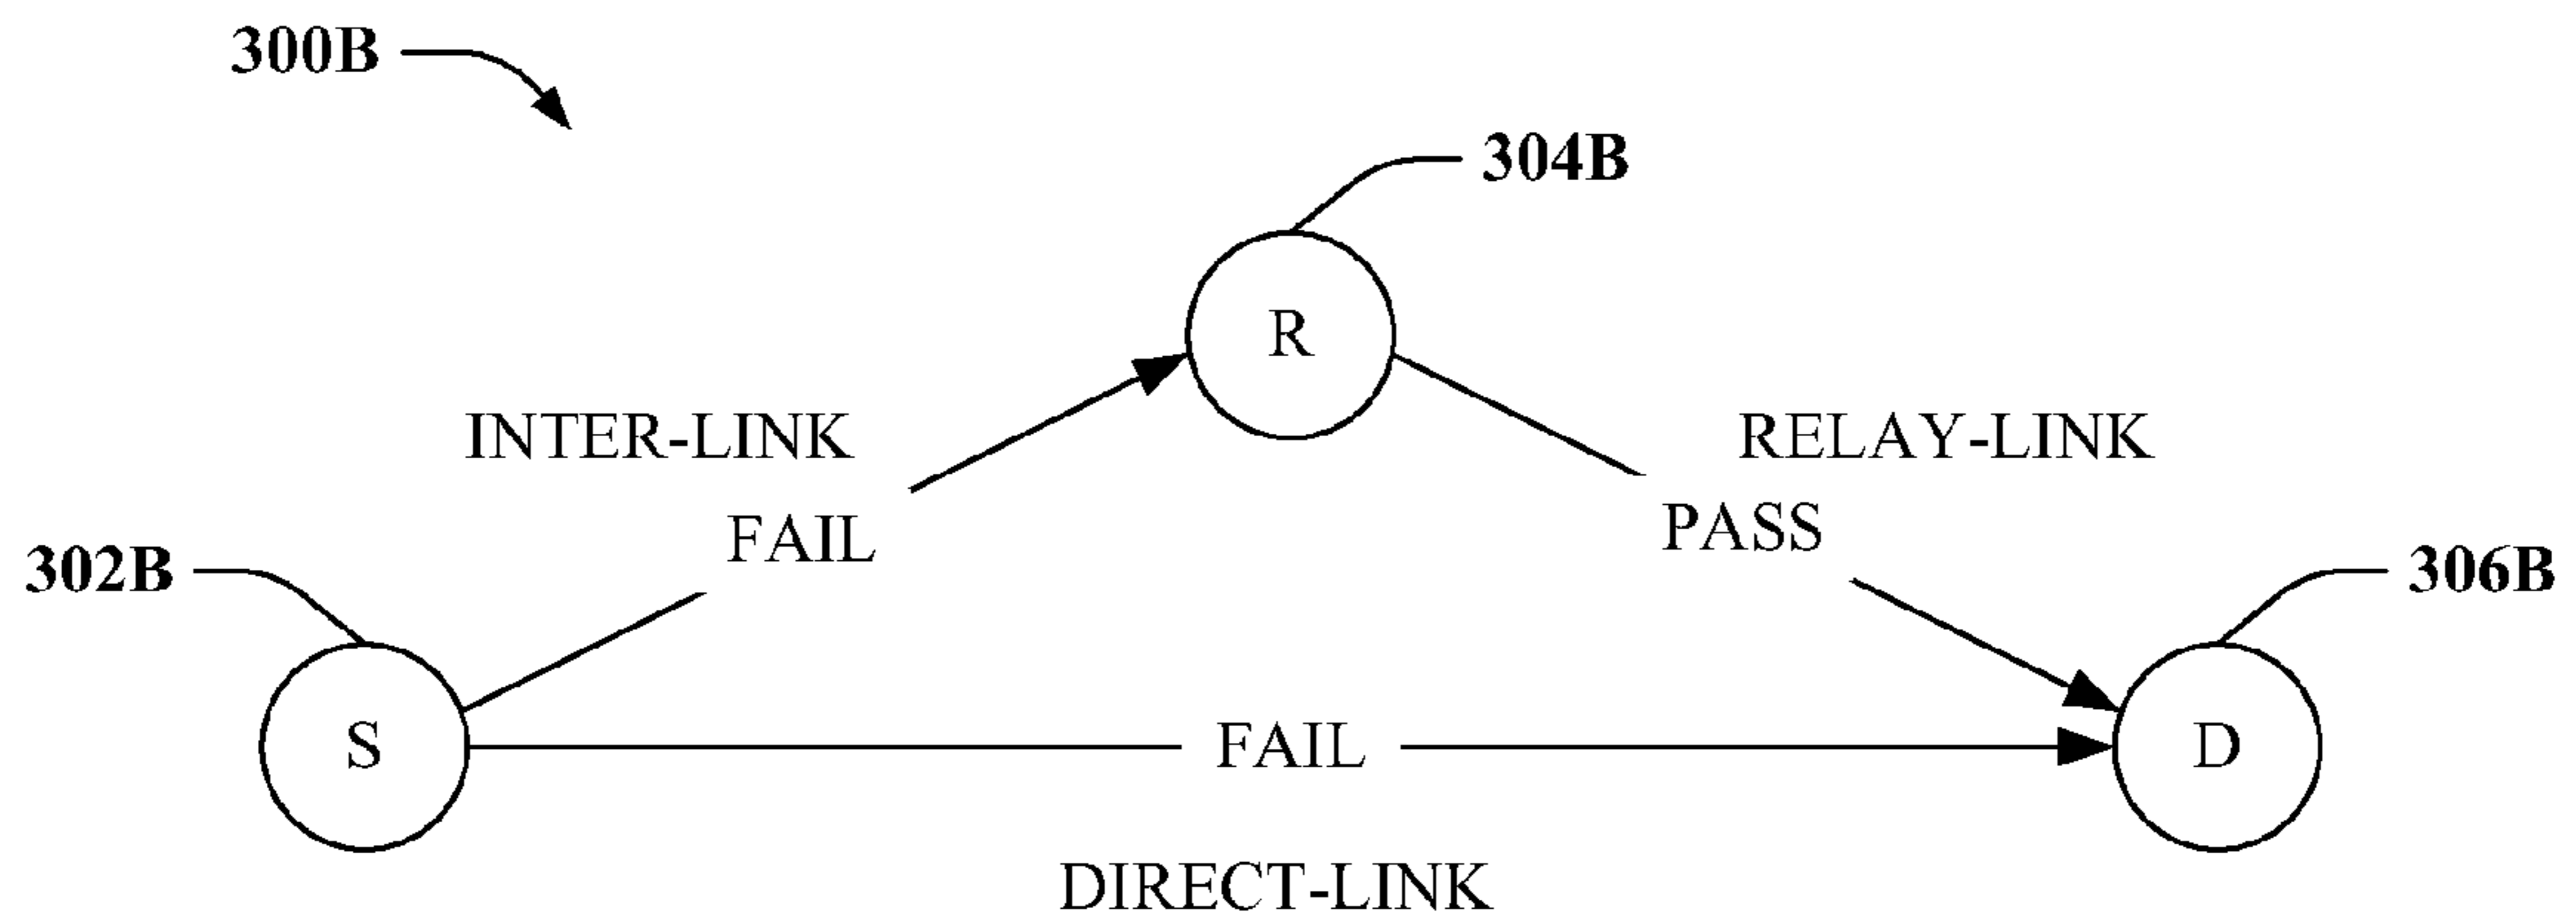 300B
304B
R
INTER-LINK
RELAY-LINK
FAIL
PASS
302B
306B
S
FAIL
D
DIRECT-LINK